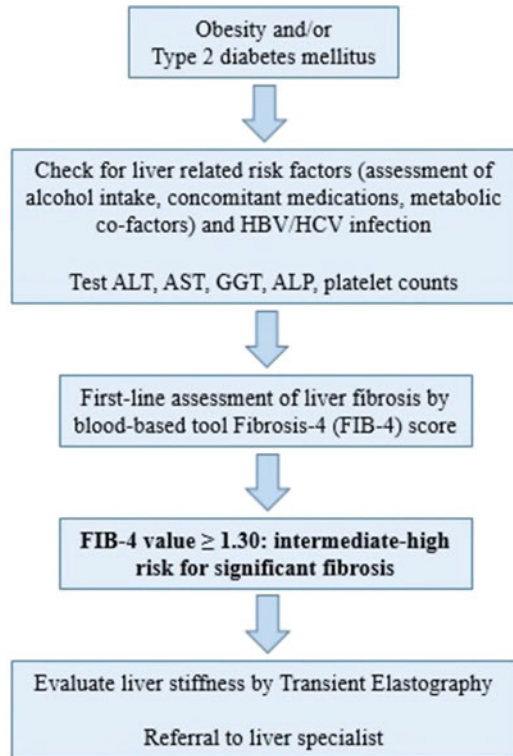 Obesity and/or
Type 2 diabetes mellitus
Check for liver related risk factors (assessment of
alcohol intake, concomitant medications, metabolic
co-factors) and HBV/HCV infection
Test ALT, AST, GGT, ALP, platelet counts
First-line assessment of liver fibrosis by
blood-based tool Fibrosis-4 (FIB-4) score
FIB-4 value ≥ 1.30: intermediate-high
risk for significant fibrosis
Evaluate liver stiffness by Transient Elastography
Referral to liver specialist